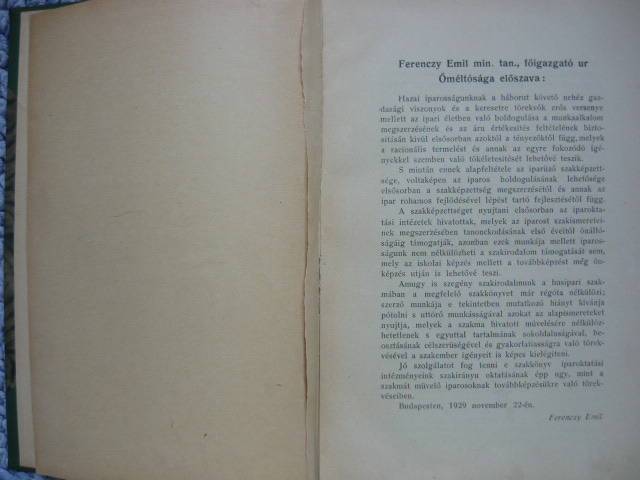 Ferenczy Emil min. tan., főigazgató ur
Őméltósága előszava:
Hazai iparosságunknak a háborut követő nehéz gaz-
dasági viszonyok és a keresetre törekvők erős versenye
mellett az ipari életben való boldogulása a munkaalkalom
megszerzésének és az áru értékesítés feltételének bizto-
sitásán kivül elsősorban azoktól a tényezőktől függ, melyek
a racionális termelést és annak az egyre fokozódó igé-
nyekkel szemben való tökéletesitését lehetővé teszik.
S miután ennek alapfeltétele az iparüző szakképzett-
sége, voltaképen az iparos boldogulásának lehetősége
elsősorban a szakképzettség megszerzésétől és annak az
ipar rohamos fejlődésével lépést tartó fejlesztésétől függ.
A szakképzettséget nyujtani elsősorban az iparokta-
tási intézetek hivatottak, melyek az iparost szakismeretei-
nek megszerzésében tanonckodásának első éveitől önálló-
ságáig támogatják, azonban ezek munkája mellett iparos-
ságunk nem nélkülözheti a szakirodalom támogatását sem,
mely az iskolai képzés mellett a továbbképzést még ön-
képzés utján is lehetővé teszi.
Amugy is szegény szakirodalmunk a husipari szak-
mában a megfelelő szakkönyvet már régóta nélkülözi;
szerző munkája e tekintetben mutatkozó hiányt kivánja
pótolni s uttörő munkásságával azokat az alapismereteket
nyujtja, melyek a szakma hivatott müvelésére nélkülöz-
hetetlenek s egyuttal tartalmának sokoldaluságával, be-
osztásának célszerüségével és gyakorlatiasságra való törek-
vésével a szakember igényeit is képes kielégíteni.
Jó szolgálatot fog tenni e szakkönyv iparoktatási
intézményeink szakirányu oktatásának épp ugy, mint a
szakmát müvelő iparosoknak továbbképzésükre való törek-
véseiben.
Budapesten, 1929 november 22-én.
Ferenczy Emil